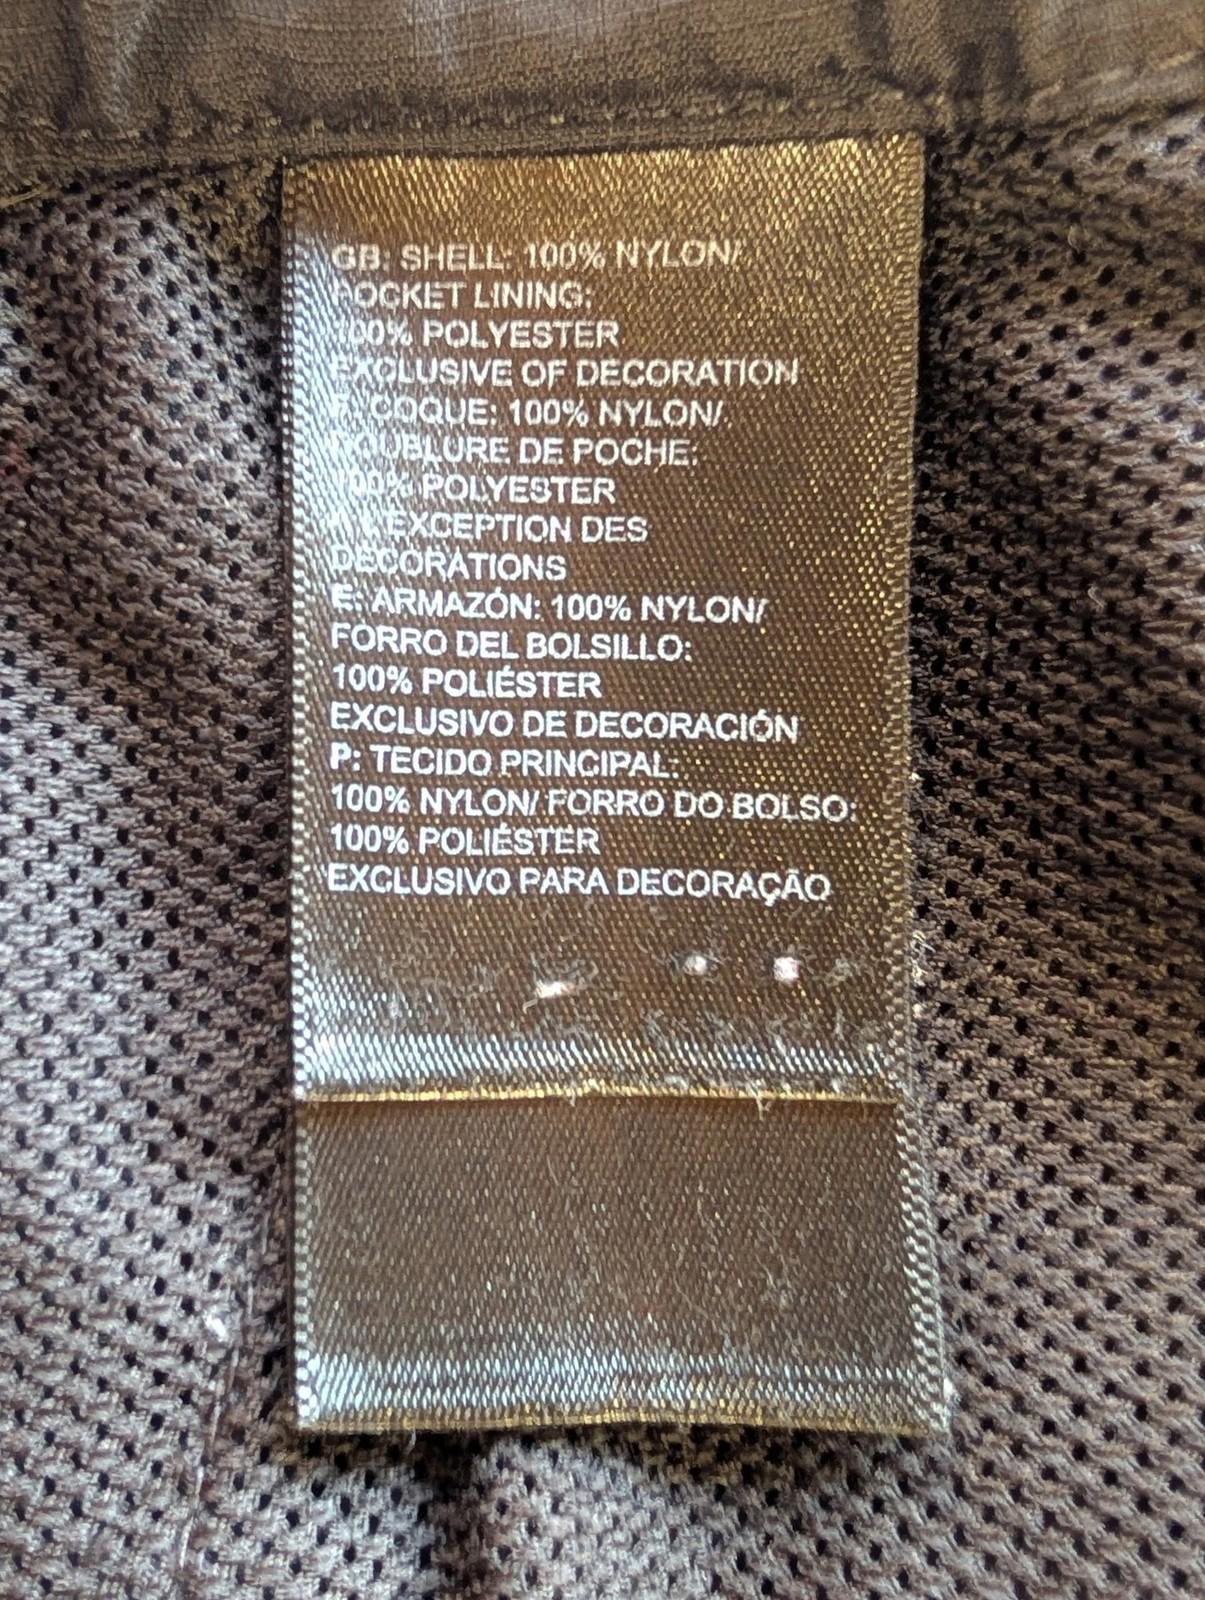 GB: SHELL: 100% NYLON/
POCKET LINING:
100% POLYESTER
EXCLUSIVE OF DECORATION
F: COQUE: 100% NYLON/
DOUBLURE DE POCHE:
100% POLYESTER
À L'EXCEPTION DES
DÉCORATIONS
E: ARMAZÓN: 100% NYLON/
FORRO DEL BOLSILLO:
100% POLIÉSTER
EXCLUSIVO DE DECORACIÓN
P: TECIDO PRINCIPAL:
100% NYLON/ FORRO DO BOLSO:
100% POLIÉSTER
EXCLUSIVO PARA DECORAÇÃO